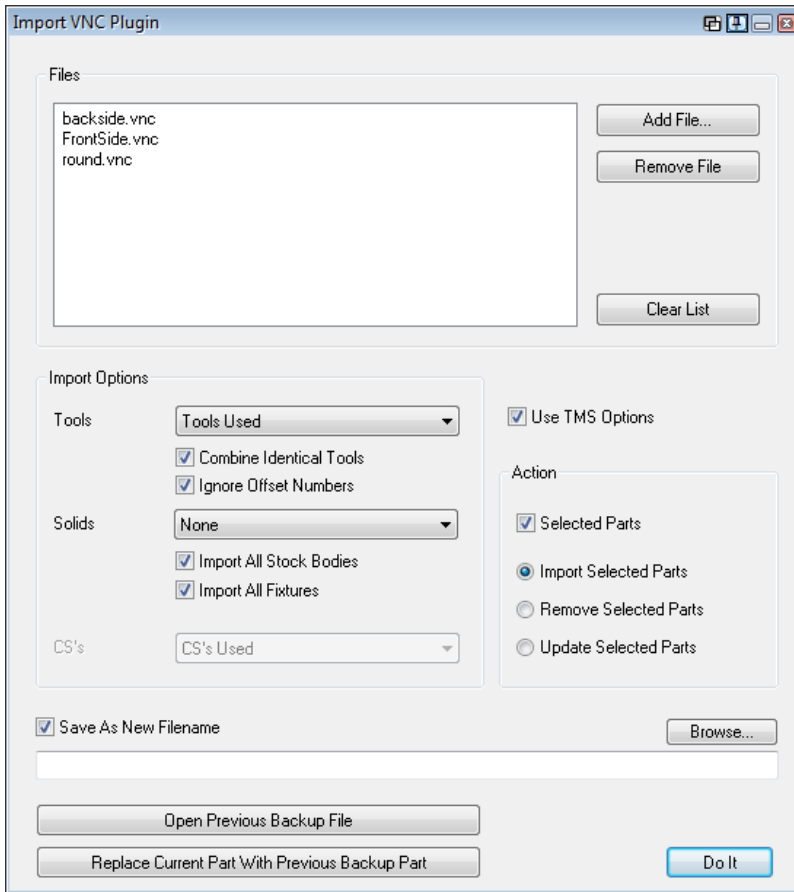 Import VNC Plugin
Files
backside.vnc
FrontSide.vnc
round.vnc
Add File...
Remove File
Clear List
Import Options
Tools
Tools Used
Combine Identical Tools
Ignore Offset Numbers
Solids
None
Import All Stock Bodies
Import All Fixtures
CS's
CS's Used
Use TMS Options
Action
Selected Parts
Import Selected Parts
Remove Selected Parts
Update Selected Parts
Save As New Filename
Browse...
Open Previous Backup File
Replace Current Part With Previous Backup Part
Do It